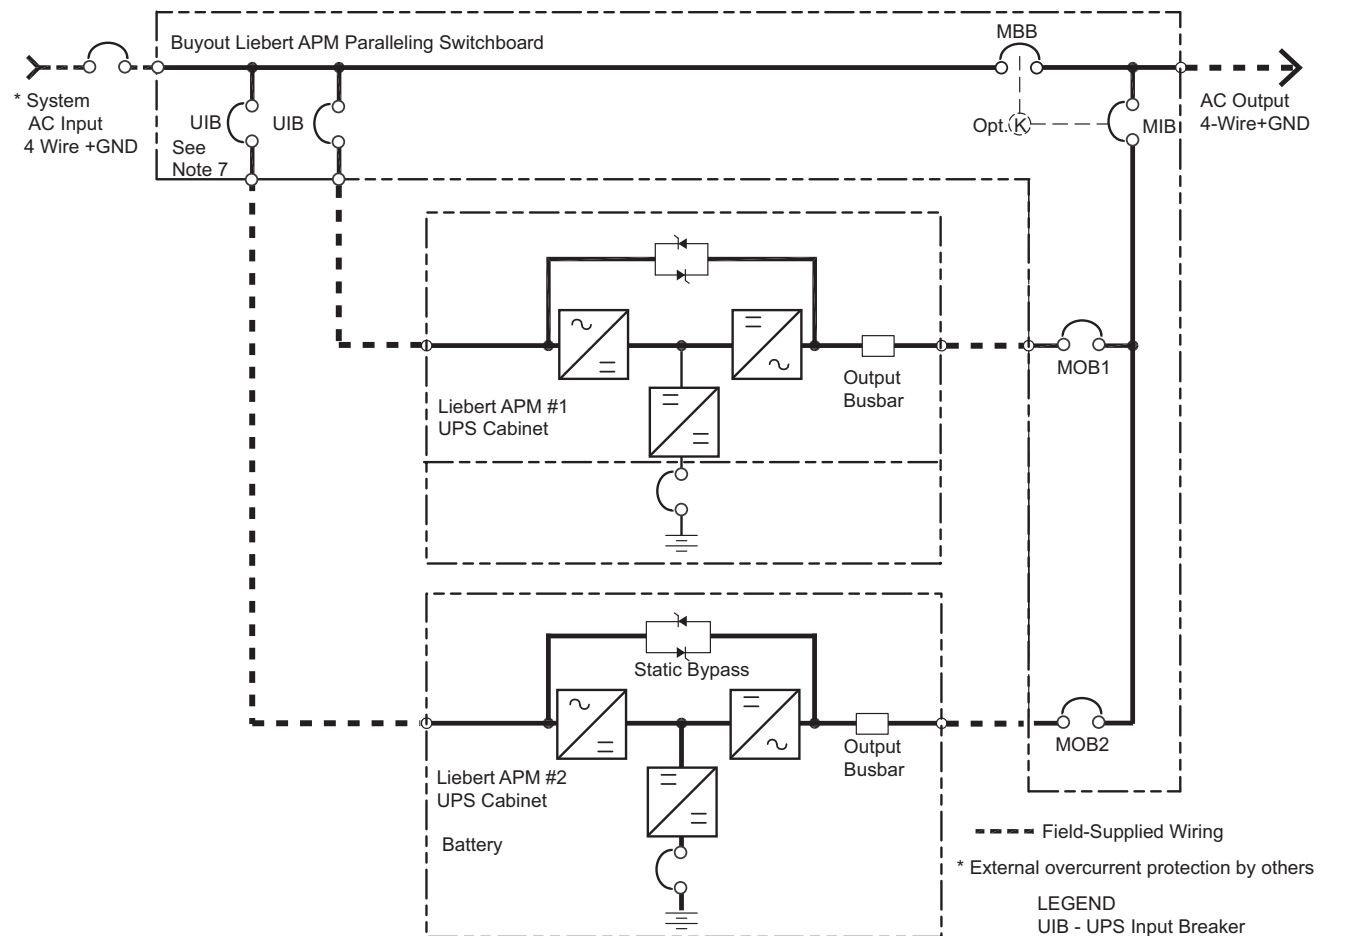 Buyout Liebert APM Paralleling Switchboard
MBB
* System
AC Input
4 Wire +GND
UIB
See
Note 7
UIB
Opt. K
MIB
AC Output
4-Wire+GND
Output
Busbar
MOB1
Liebert APM #1
UPS Cabinet
Static Bypass
Output
Busbar
MOB2
Liebert APM #2
UPS Cabinet
Battery
Field-Supplied Wiring
* External overcurrent protection by others
LEGEND
UIB - UPS Input Breaker